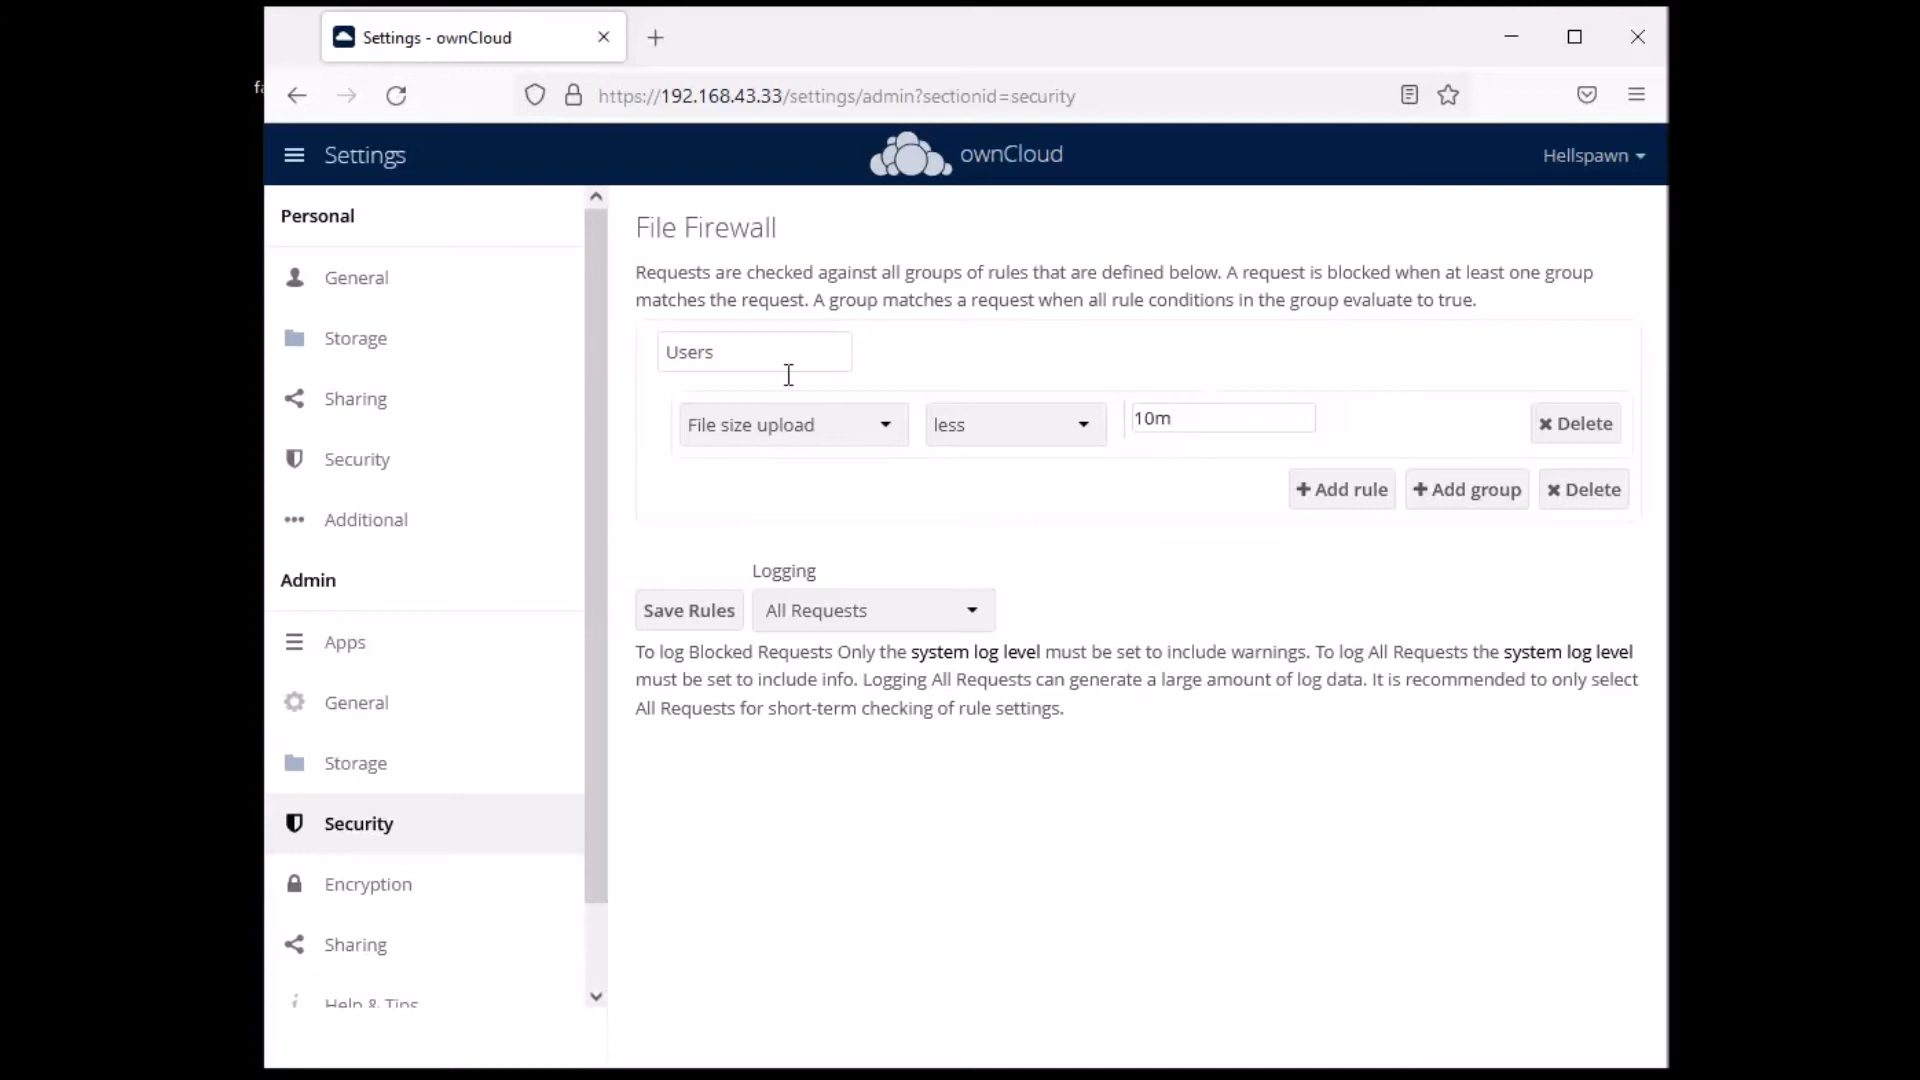 Settings - ownCloud
https://192.168.43.33/settings/admin?sectionid=security
Settings
ownCloud
Hellspawn
Personal
General
Storage
Sharing
Security
Additional
Admin
Apps
General
Storage
Security
Encryption
Sharing
Help & Tips
File Firewall
Requests are checked against all groups of rules that are defined below. A request is blocked when at least one group
matches the request. A group matches a request when all rule conditions in the group evaluate to true.
Users
File size upload less 10m Delete
Add rule Add group Delete
Logging
Save Rules All Requests
To log Blocked Requests Only the system log level must be set to include warnings. To log All Requests the system log level
must be set to include info. Logging All Requests can generate a large amount of log data. It is recommended to only select
All Requests for short-term checking of rule settings.